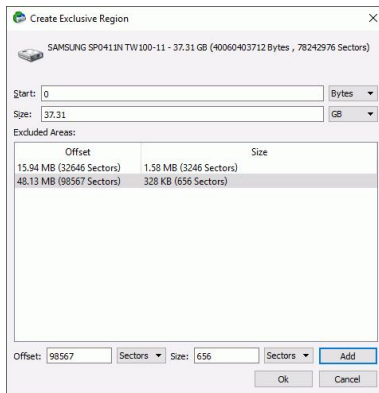 Create Exclusive Region
SAMSUNG SP0411N TW100-11 - 37.31 GB (40060403712 Bytes , 78242976 Sectors)
Start: 0 Bytes
Size: 37.31 GB
Excluded Areas:
Offset Size
15.94 MB (32646 Sectors) 1.58 MB (3246 Sectors)
48.13 MB (98567 Sectors) 328 KB (656 Sectors)
Offset: 98567 Sectors Size: 656 Sectors Add
Ok Cancel